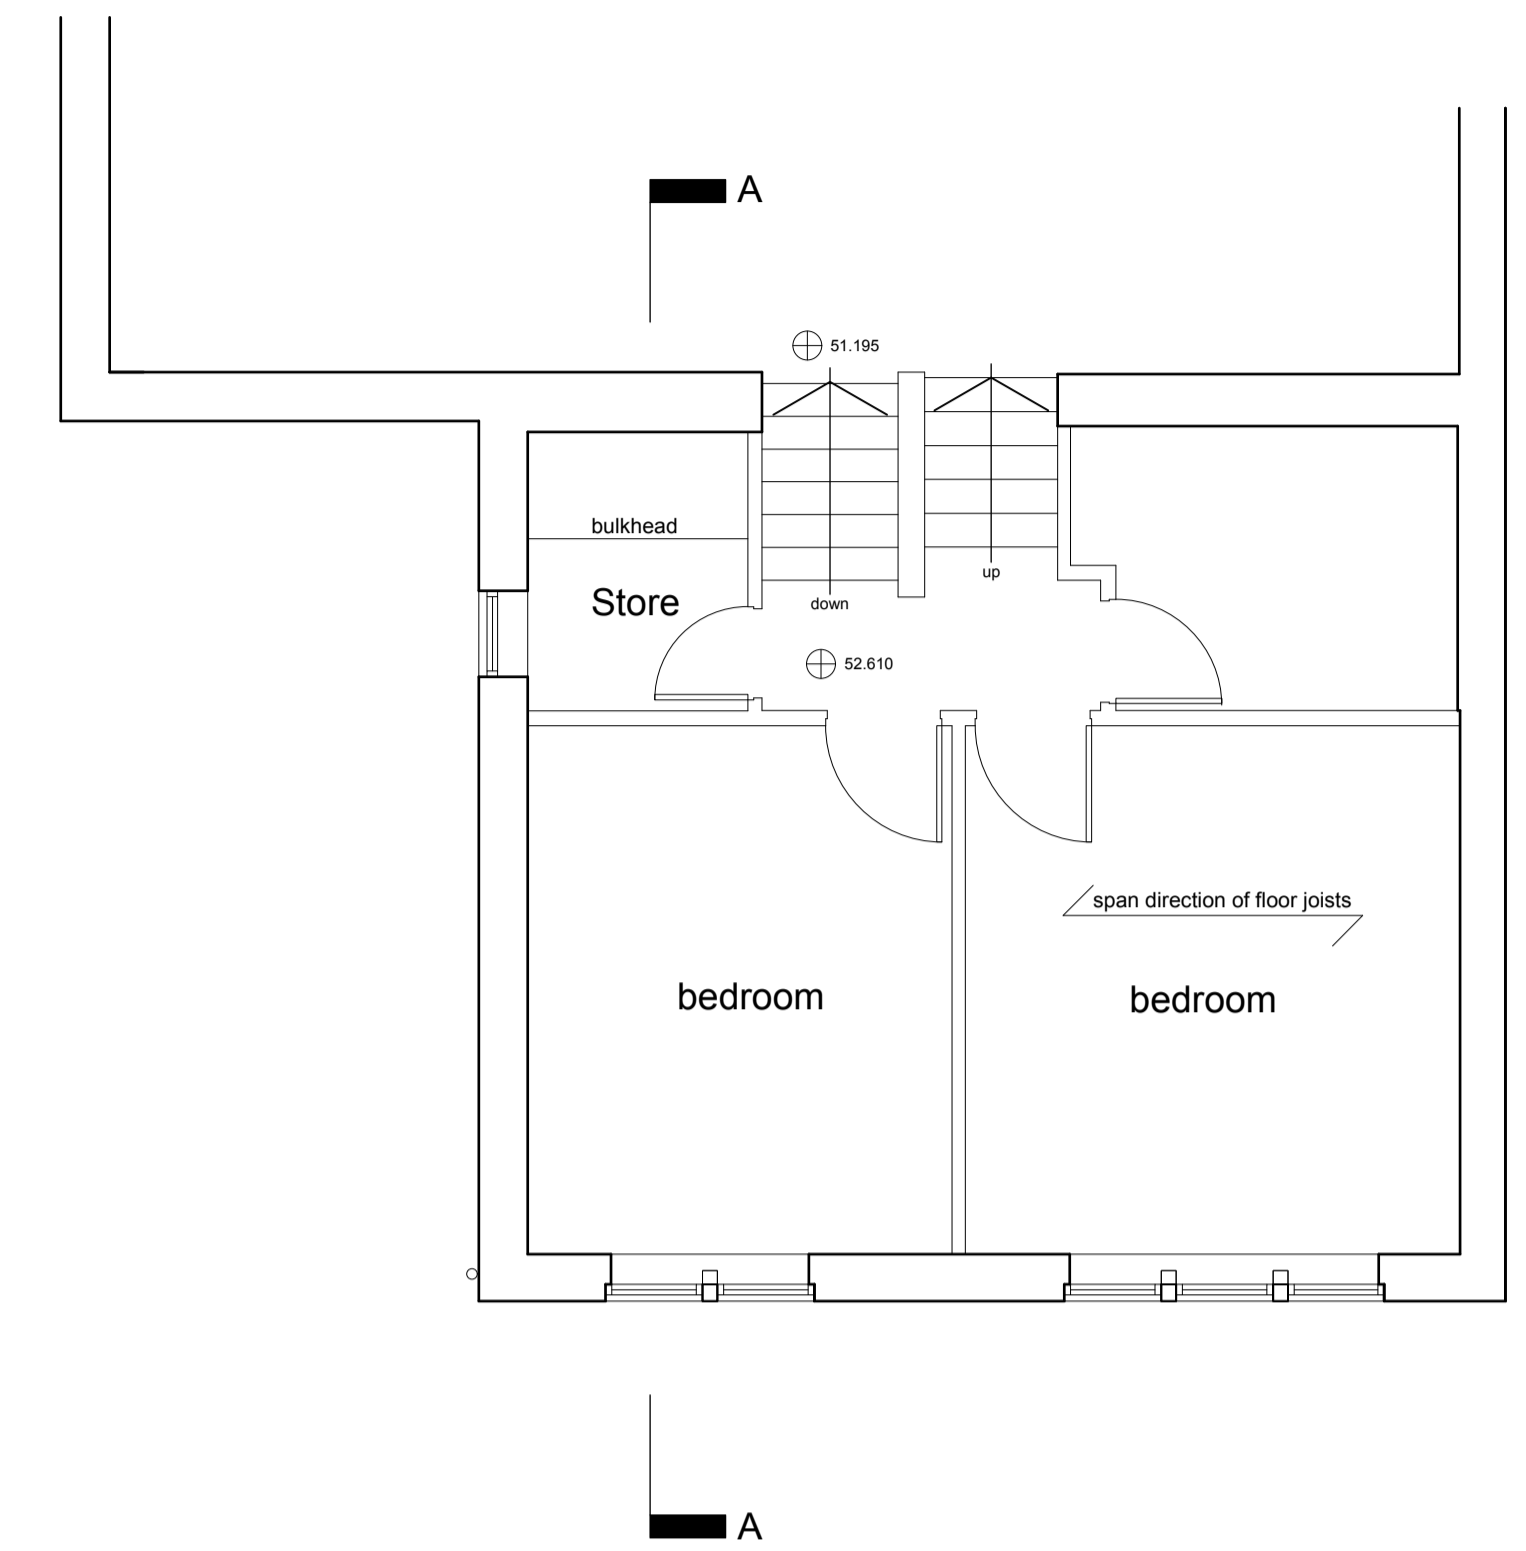 A
51.195
bulkhead
up
Store
down
52.610
span direction of floor joists
bedroom
bedroom
A